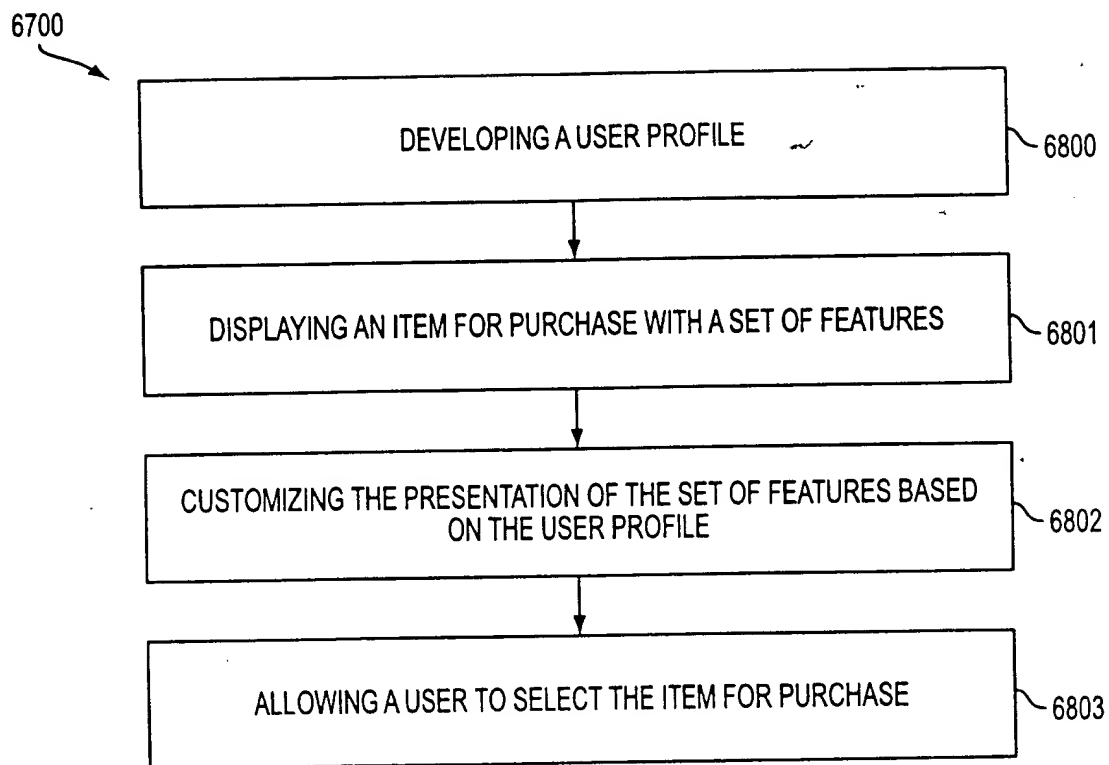 6700
DEVELOPING A USER PROFILE
6800
DISPLAYING AN ITEM FOR PURCHASE WITH A SET OF FEATURES
6801
CUSTOMIZING THE PRESENTATION OF THE SET OF FEATURES BASED
ON THE USER PROFILE
6802
ALLOWING A USER TO SELECT THE ITEM FOR PURCHASE
6803